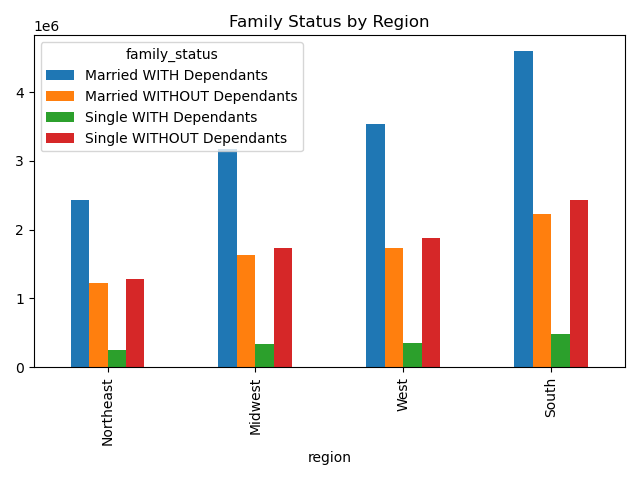 Family Status by Region
1e6
family_status
Married WITH Dependants
Married WITHOUT Dependants
Single WITH Dependants
Single WITHOUT Dependants
4
3
2
1
0
Northeast
Midwest
West
South
region